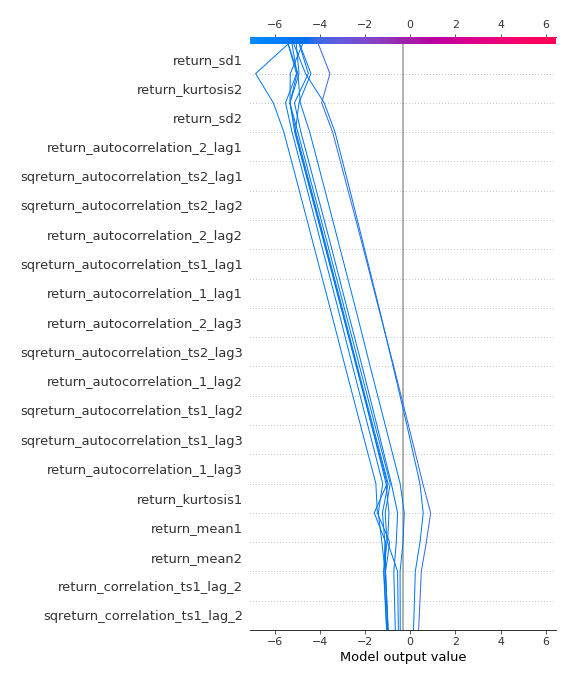 −6 −4 −2 0 2 4 6
return_sd1
return_kurtosis2
return_sd2
return_autocorrelation_2_lag1
sqreturn_autocorrelation_ts2_lag1
sqreturn_autocorrelation_ts2_lag2
return_autocorrelation_2_lag2
sqreturn_autocorrelation_ts1_lag1
return_autocorrelation_1_lag1
return_autocorrelation_2_lag3
sqreturn_autocorrelation_ts2_lag3
return_autocorrelation_1_lag2
sqreturn_autocorrelation_ts1_lag2
sqreturn_autocorrelation_ts1_lag3
return_autocorrelation_1_lag3
return_kurtosis1
return_mean1
return_mean2
return_correlation_ts1_lag_2
sqreturn_correlation_ts1_lag_2
−6 −4 −2 0 2 4 6
Model output value